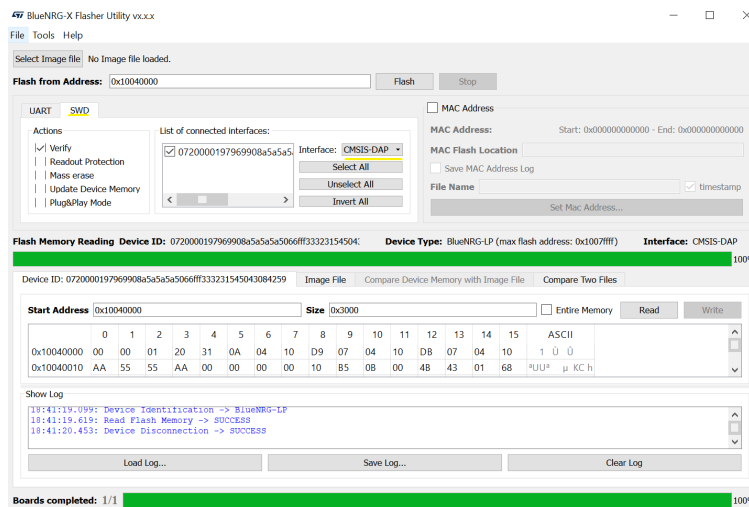 BlueNRG-X Flasher Utility vx.x.x
File Tools Help
Select Image file No Image file loaded.
Flash from Address: 0x10040000 Flash Stop
UART SWD
Actions
Verify
Readout Protection
Mass erase
Update Device Memory
Plug&Play Mode
List of connected interfaces:
0720000197969908a5a5a5
Interface: CMSIS-DAP
Select All
Unselect All
Invert All
MAC Address
MAC Address: Start: 0x000000000000 - End: 0x000000000000
MAC Flash Location
Save MAC Address Log
File Name timestamp
Set Mac Address...
Flash Memory Reading Device ID: 0720000197969908a5a5a5a5066fff33323154504: Device Type: BlueNRG-LP (max flash address: 0x1007ffff) Interface: CMSIS-DAP
100%
Device ID: 0720000197969908a5a5a5a5066fff333231545043084259 Image File Compare Device Memory with Image File Compare Two Files
Start Address 0x10040000 Size 0x3000 Entire Memory Read Write
0 1 2 3 4 5 6 7 8 9 10 11 12 13 14 15 ASCII
0x10040000 00 00 01 20 31 0A 04 10 D9 07 04 10 DB 07 04 10 1 Ù Û
0x10040010 AA 55 55 AA 00 00 00 10 B5 0B 00 4B 43 01 68 ªUUª µ KC h
Show Log
18:41:19.099: Device Identification -> BlueNRG-LP
18:41:19.619: Read Flash Memory -> SUCCESS
18:41:20.453: Device Disconnection -> SUCCESS
Load Log... Save Log... Clear Log
Boards completed: 1/1 100%